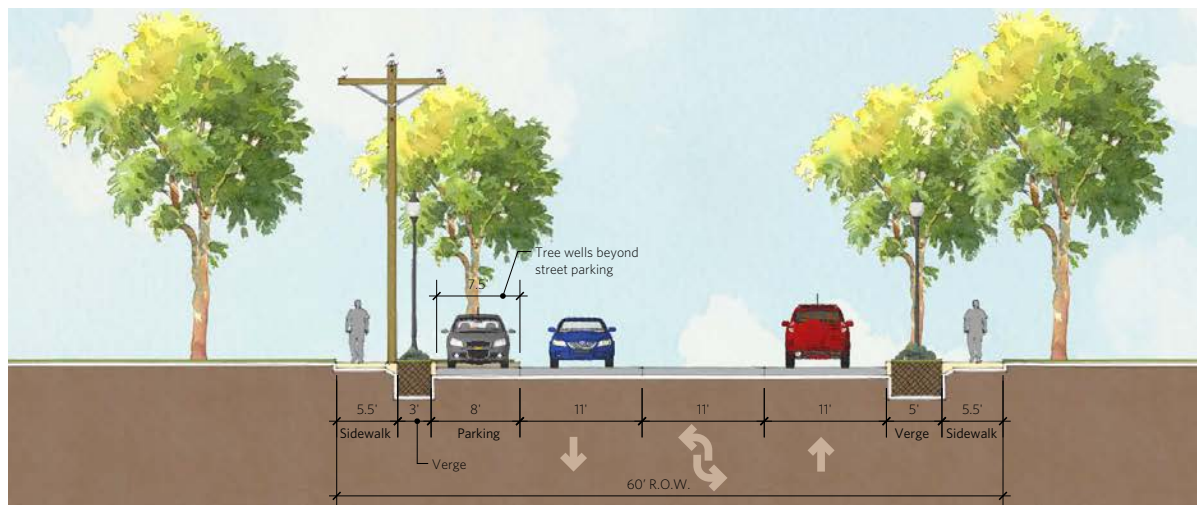 Tree wells beyond
street parking
7.5'
5.5'
3'
8'
11'
11'
11'
5'
5.5'
Sidewalk
Parking
Verge
Sidewalk
Verge
60' R.O.W.